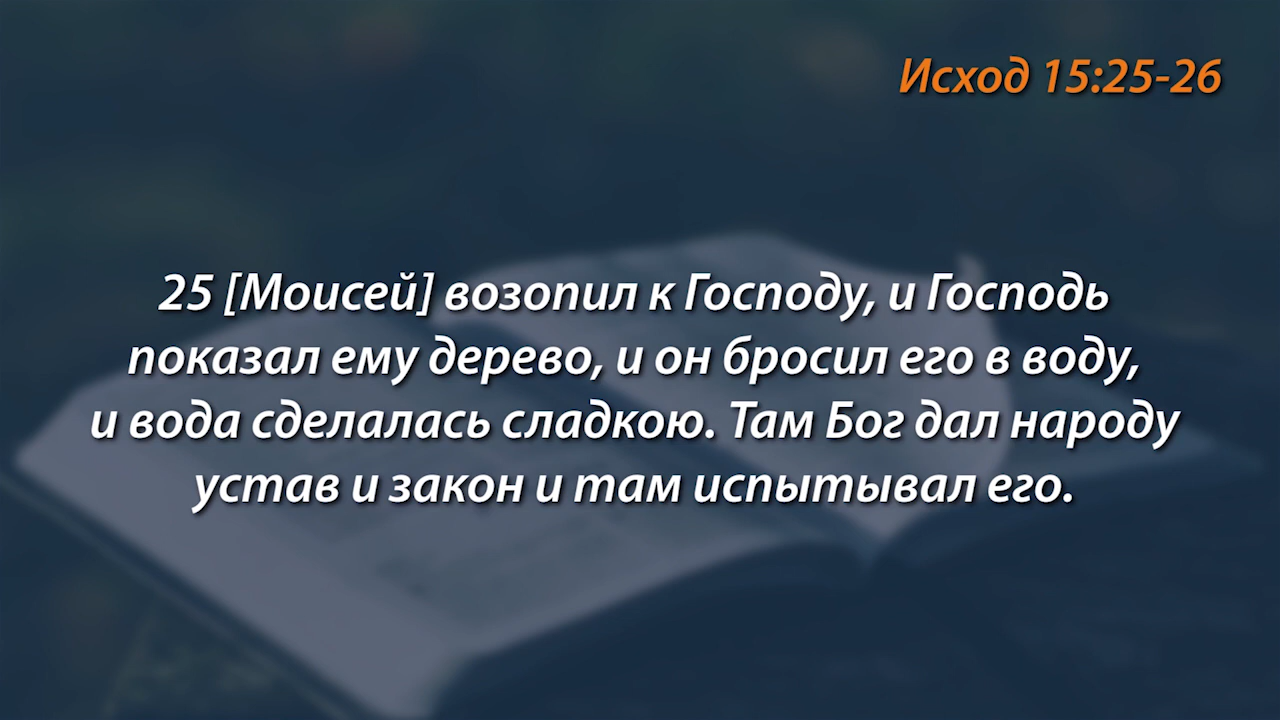 Исход 15:25-26
25 [Моисей] возопил к Господу, и Господь
показал ему дерево, и он бросил его в воду,
и вода сделалась сладкою. Там Бог дал народу
устав и закон и там испытывал его.